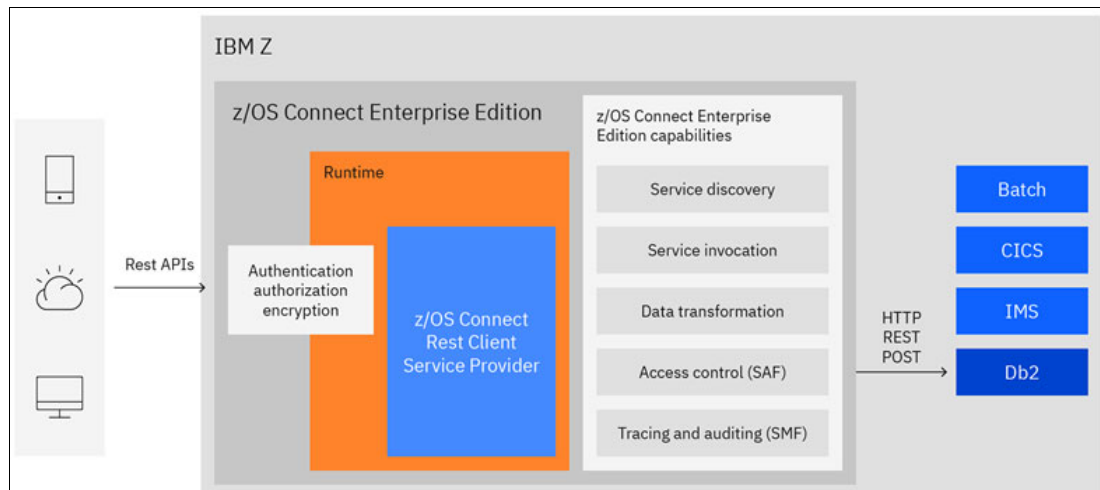 IBM Z
z/OS Connect Enterprise Edition
z/OS Connect Enterprise
Edition capabilities
Runtime
Rest APIs
Authentication
authorization
encryption
z/OS Connect
Rest Client
Service Provider
Service discovery
Service invocation
Data transformation
Access control (SAF)
Tracing and auditing (SMF)
HTTP
REST
POST
Batch
CICS
IMS
Db2